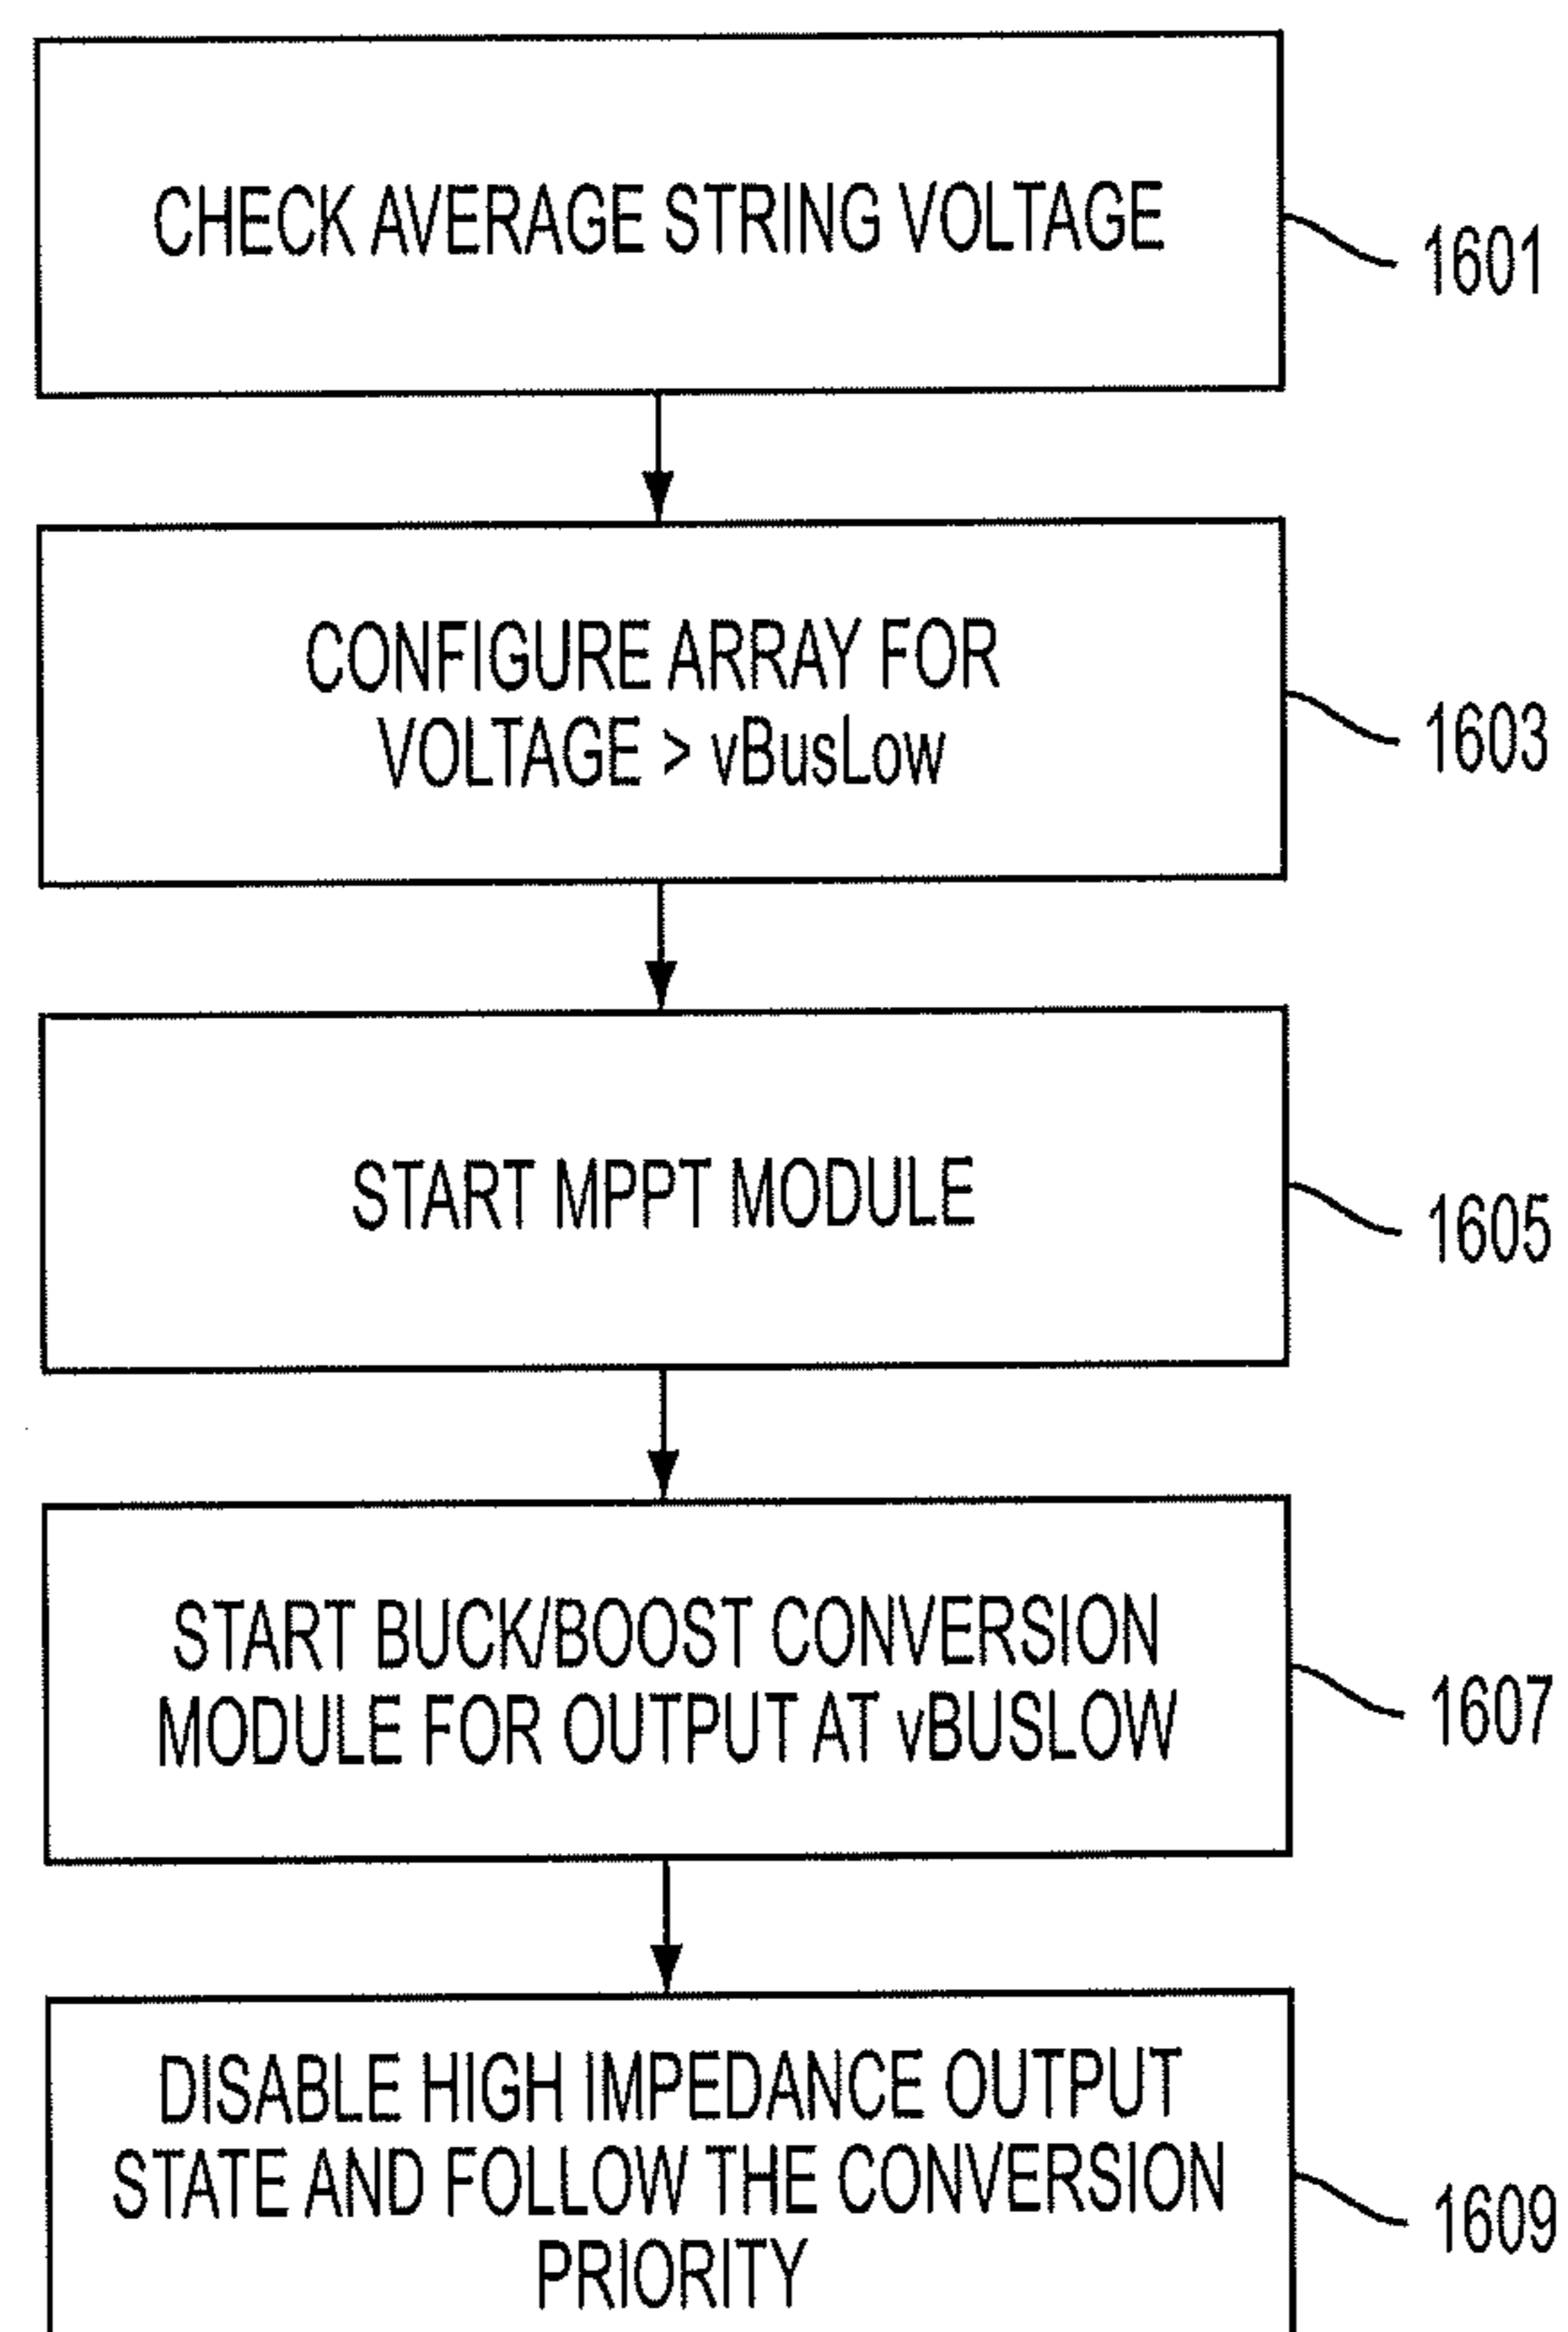 CHECK AVERAGE STRING VOLTAGE
1601
CONFIGURE ARRAY FOR
VOLTAGE > vBusLow
1603
START MPPT MODULE
1605
START BUCK/BOOST CONVERSION
MODULE FOR OUTPUT AT vBUSLOW
1607
DISABLE HIGH IMPEDANCE OUTPUT
STATE AND FOLLOW THE CONVERSION
PRIORITY
1609